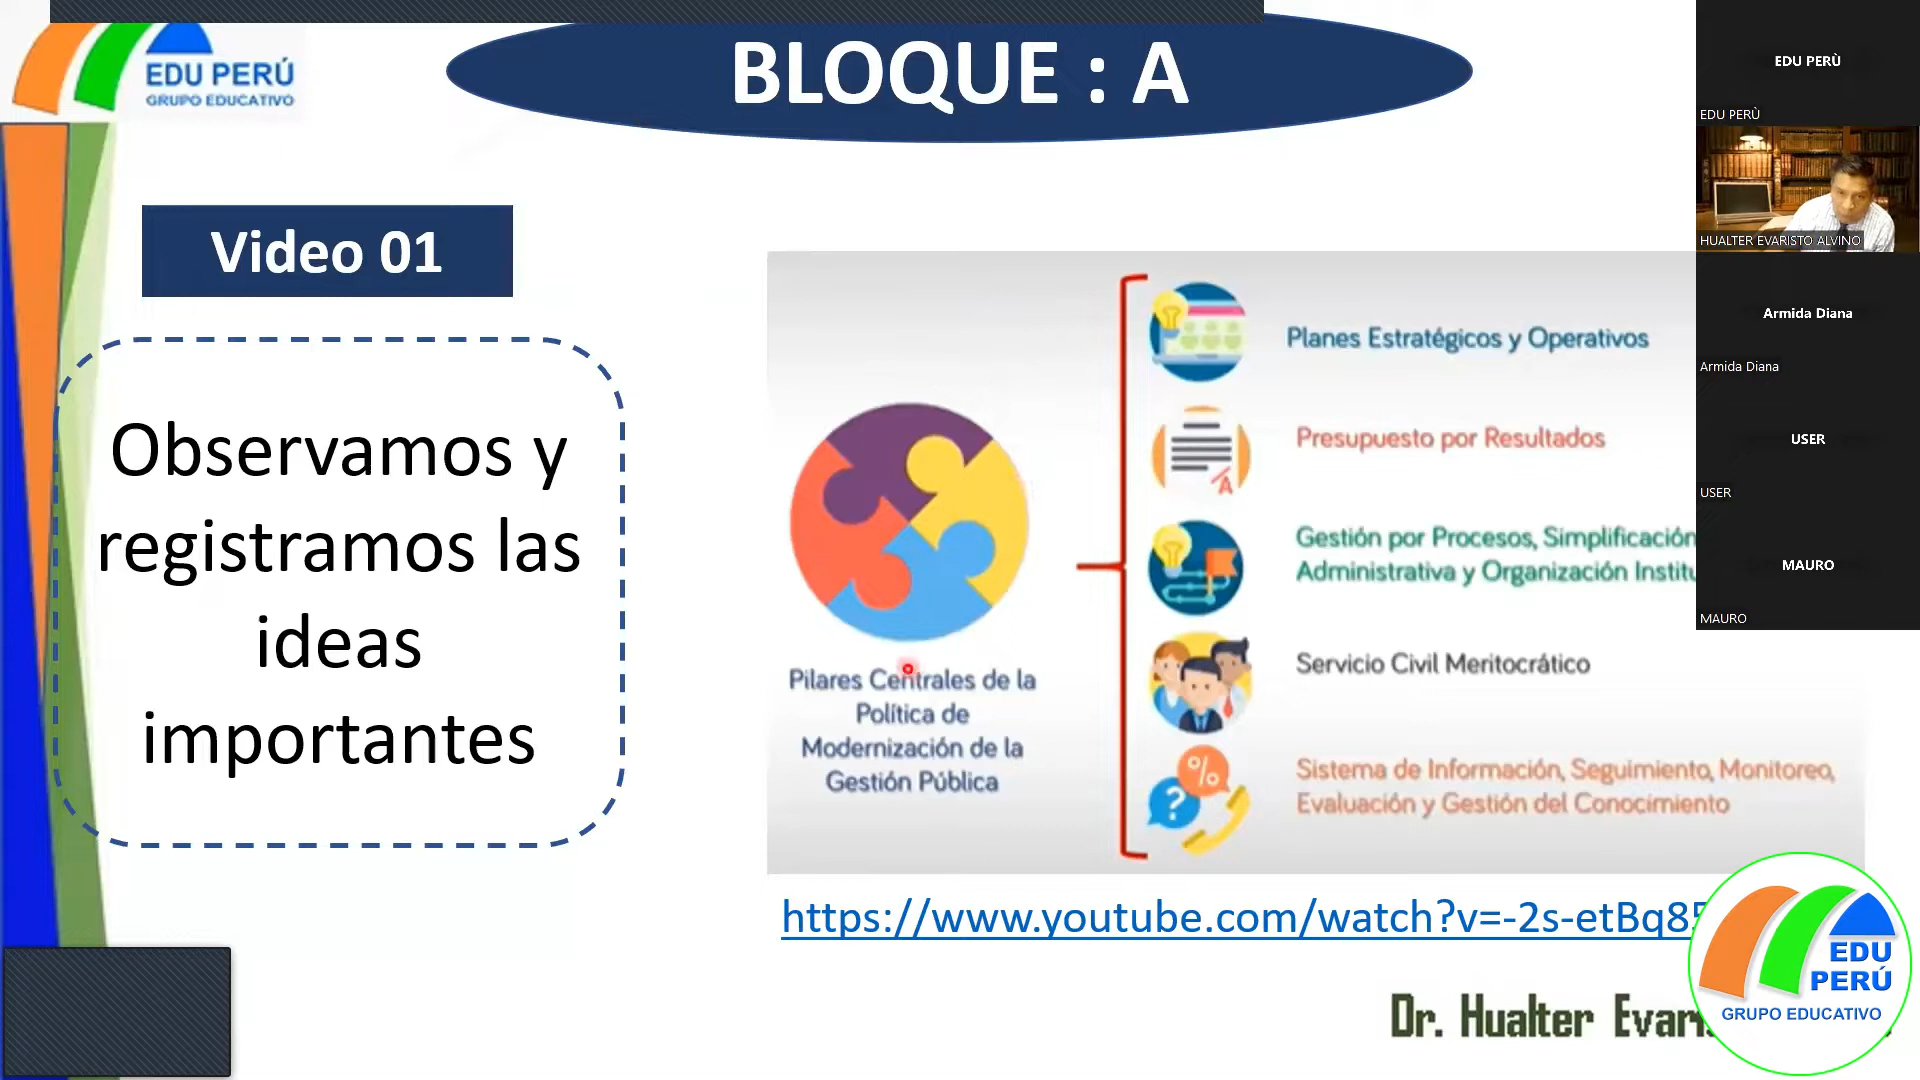 EDU PERÚ
GRUPO EDUCATIVO
BLOQUE : A
Video 01
Observamos y
registramos las
ideas
importantes
Pilares Centrales de la
Política de
Modernización de la
Gestión Pública
Planes Estratégicos y Operativos
Presupuesto por Resultados
Gestión por Procesos, Simplificación
Administrativa y Organización
Servicio Civil Meritocrático
Sistema de Información, Seguimiento, Monitoreo,
Evaluación y Gestión del Conocimiento
https://www.youtube.com/watch?v=-2s-etBq85
Dr. Hualter
EDU
PERÚ
GRUPO EDUCATIVO
EDU PERÙ
EDU PERÙ
HUALTER EVARISTO ALVINO
Armida Diana
Armida Diana
USER
USER
MAURO
MAURO